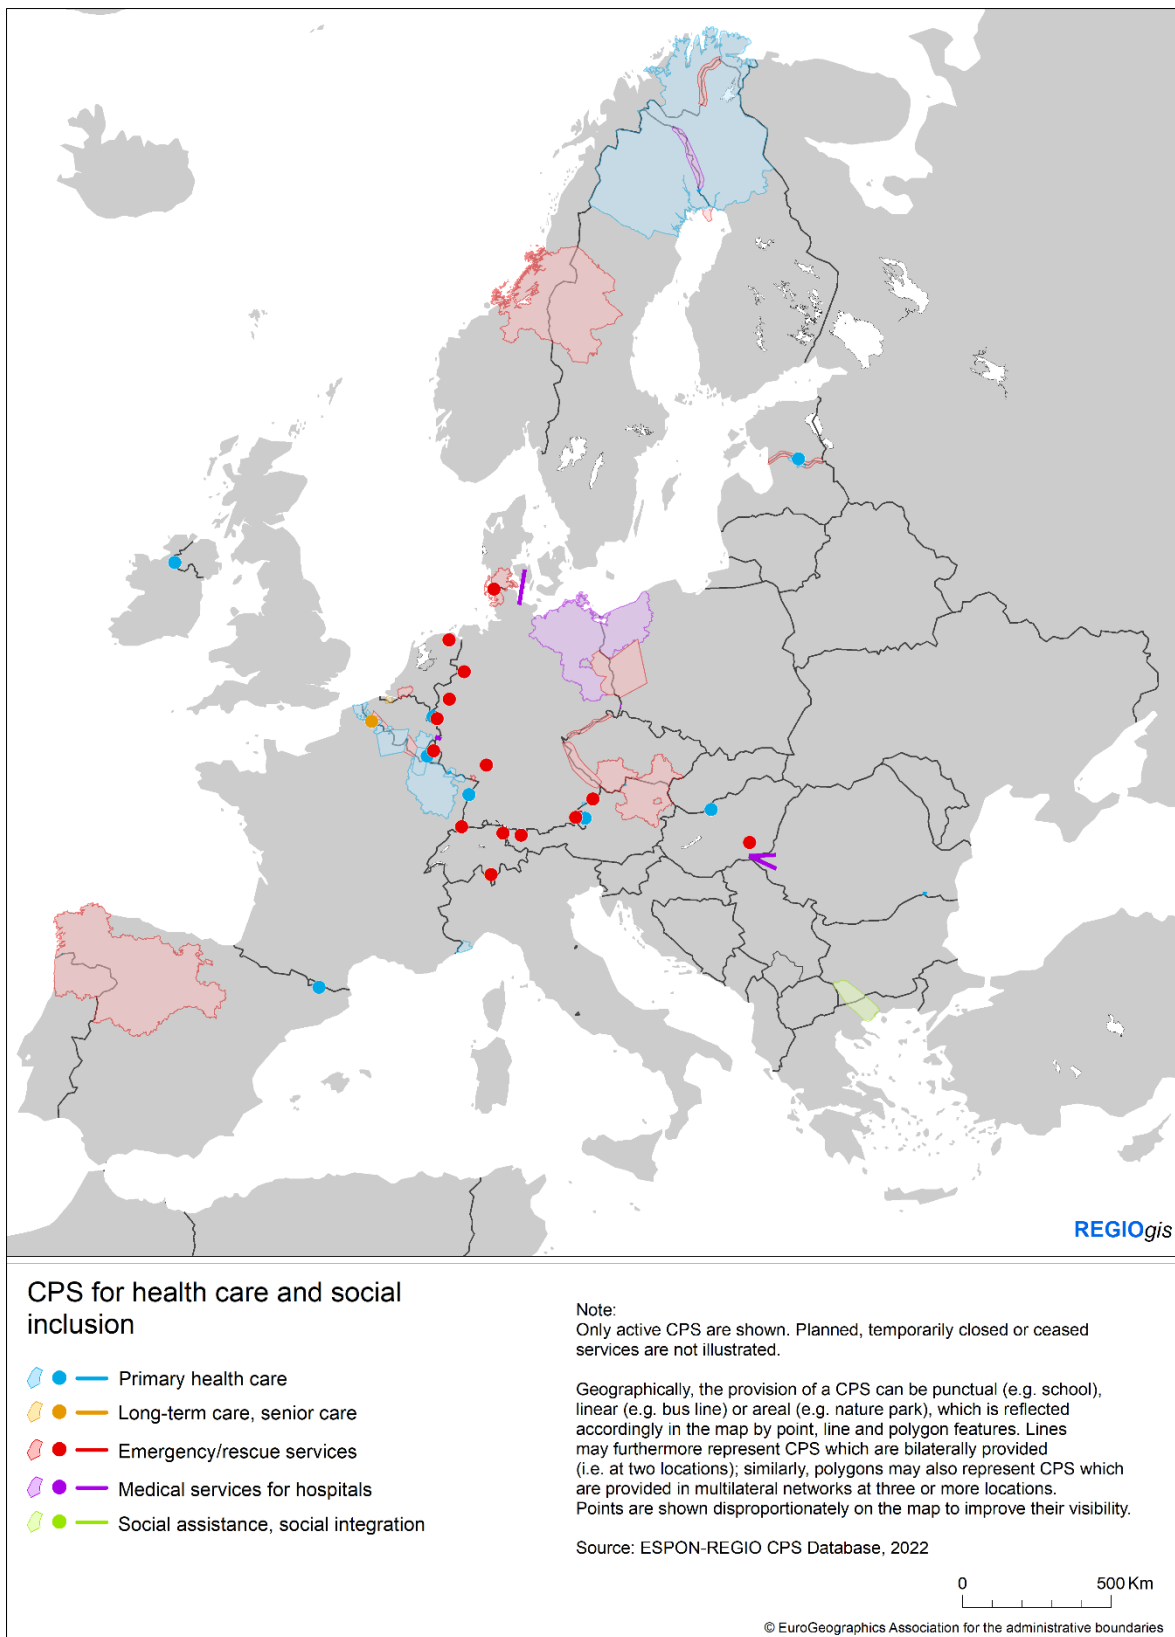 REGIOgis
CPS for health care and social
inclusion
Primary health care
Long-term care, senior care
Emergency/rescue services
Medical services for hospitals
Social assistance, social integration
Note:
Only active CPS are shown. Planned, temporarily closed or ceased
services are not illustrated.
Geographically, the provision of a CPS can be punctual (e.g. school),
linear (e.g. bus line) or areal (e.g. nature park), which is reflected
accordingly in the map by point, line and polygon features. Lines
may furthermore represent CPS which are bilaterally provided
(i.e. at two locations); similarly, polygons may also represent CPS which
are provided in multilateral networks at three or more locations.
Points are shown disproportionately on the map to improve their visibility.
Source: ESPON-REGIO CPS Database, 2022
0 500 Km
© EuroGeographics Association for the administrative boundaries